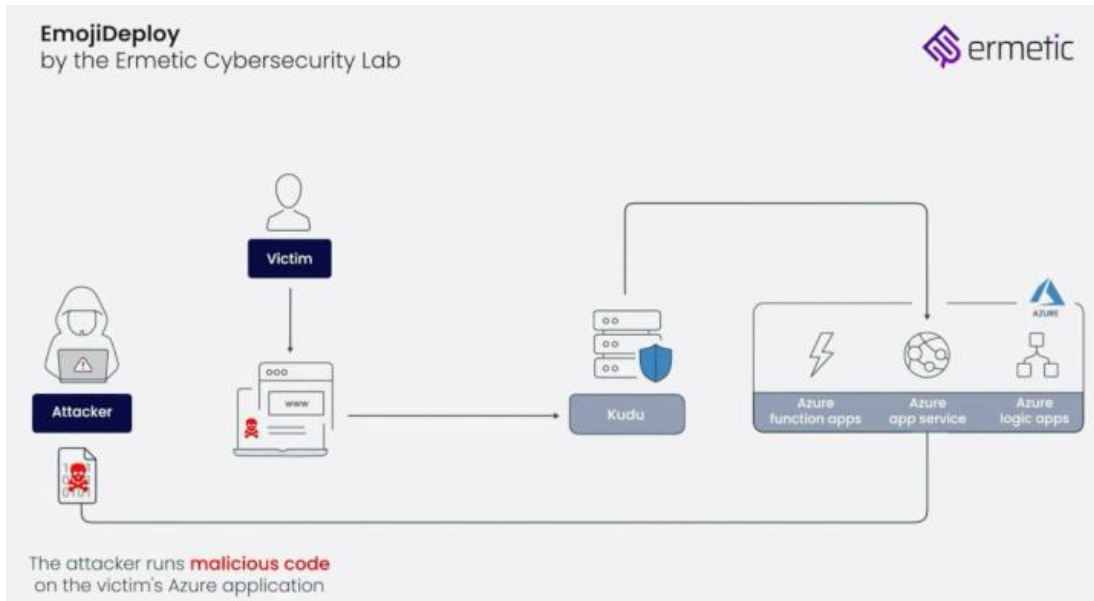 EmojiDeploy
by the Ermetic Cybersecurity Lab
ermetic
Victim
Attacker
www
Kudu
AZURE
Azure
function apps
Azure
app service
Azure
logic apps
The attacker runs malicious code
on the victim's Azure application